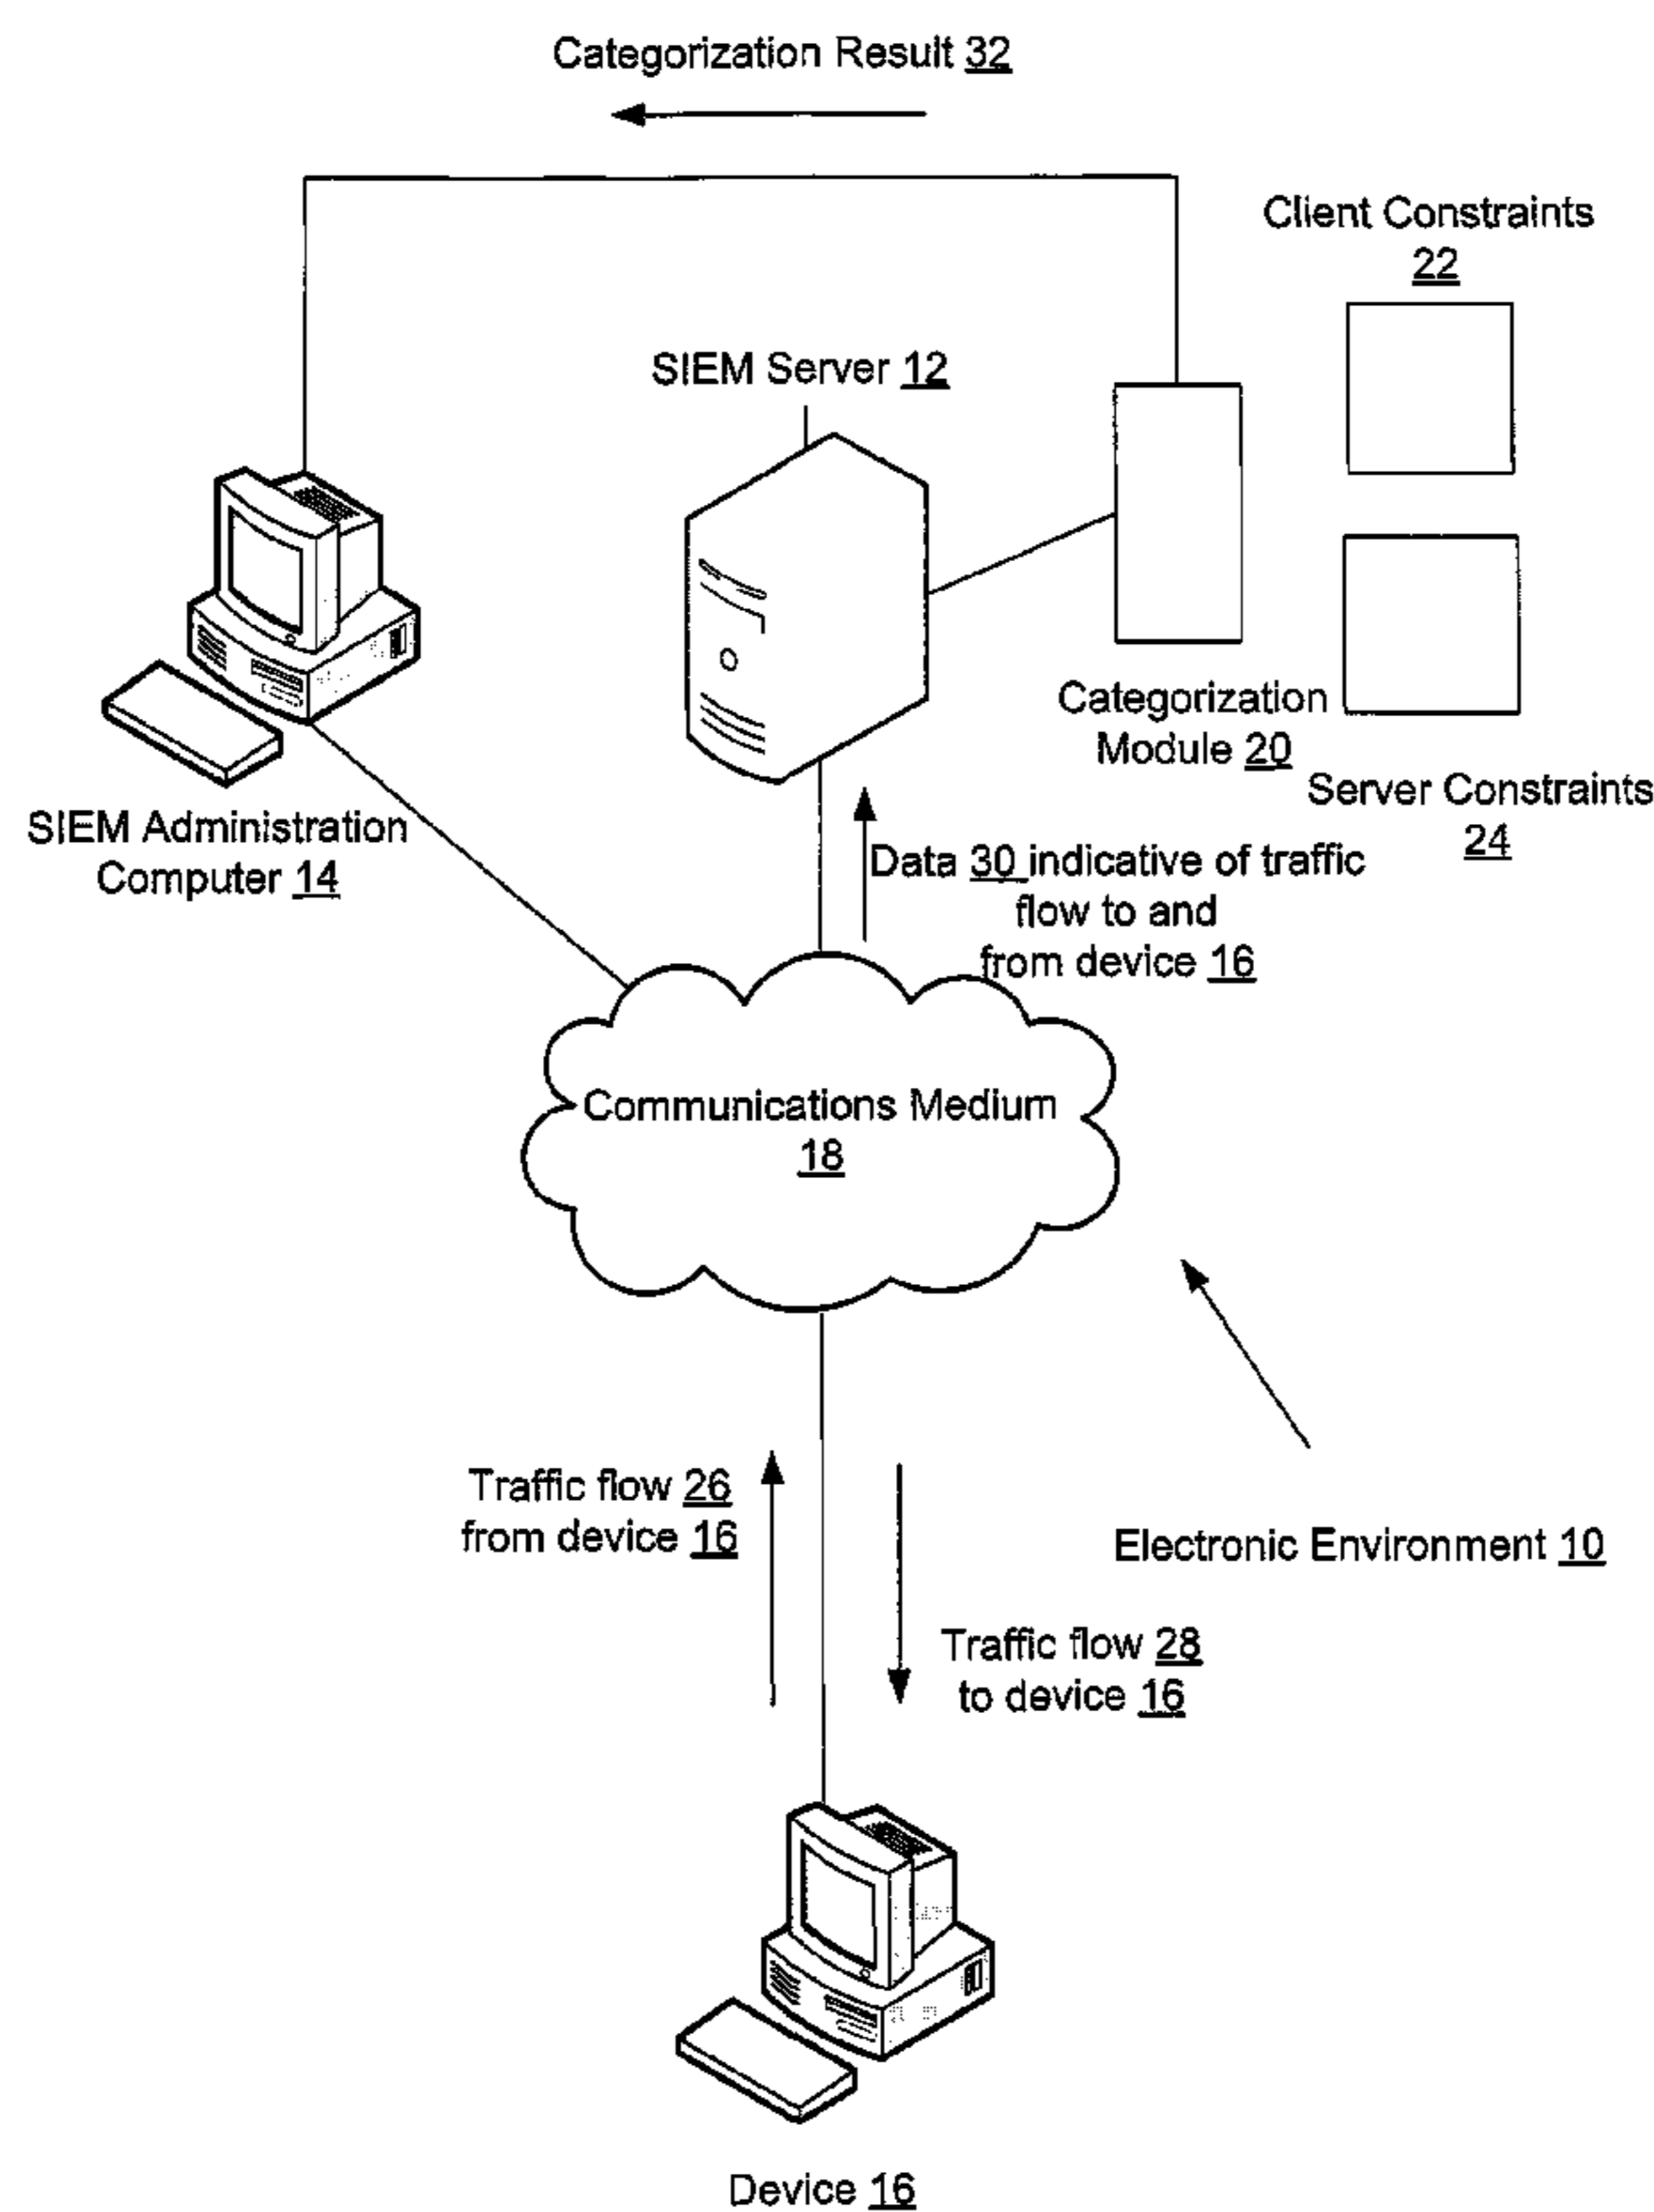 Categorization Result 32
Client Constraints
22
SIEM Server 12
Categorization
Module 20
Server Constraints
24
SIEM Administration
Computer 14
Data 30 indicative of traffic
flow to and
from device 16
Communications Medium
18
Traffic flow 26
from device 16
Electronic Environment 10
Traffic flow 28
to device 16
Device 16